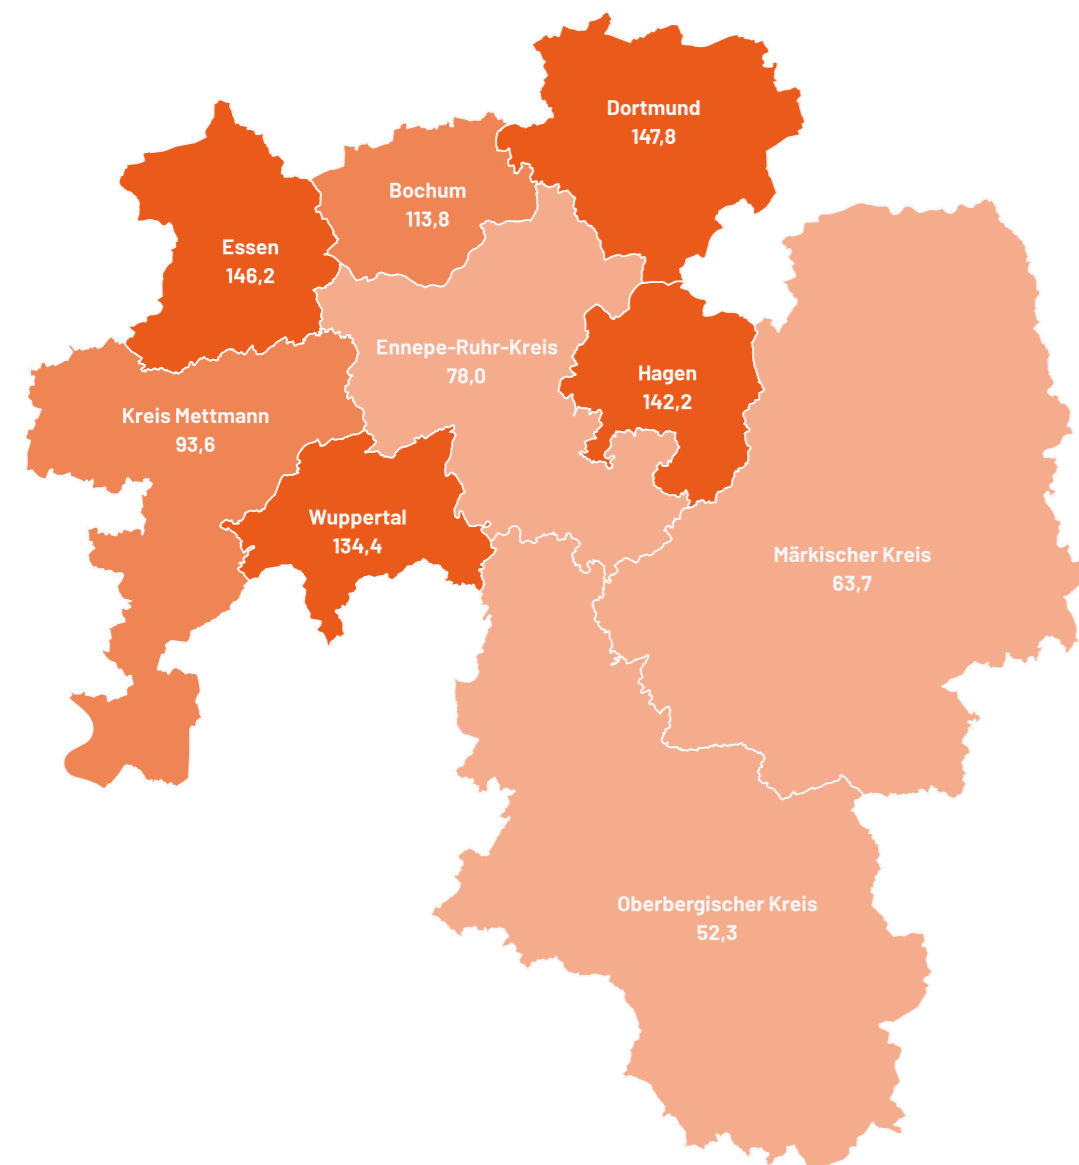 Dortmund
147,8
Bochum
113,8
Essen
146,2
Ennepe-Ruhr-Kreis
78,0
Hagen
142,2
Kreis Mettmann
93,6
Wuppertal
134,4
Märkischer Kreis
63,7
Oberbergischer Kreis
52,3